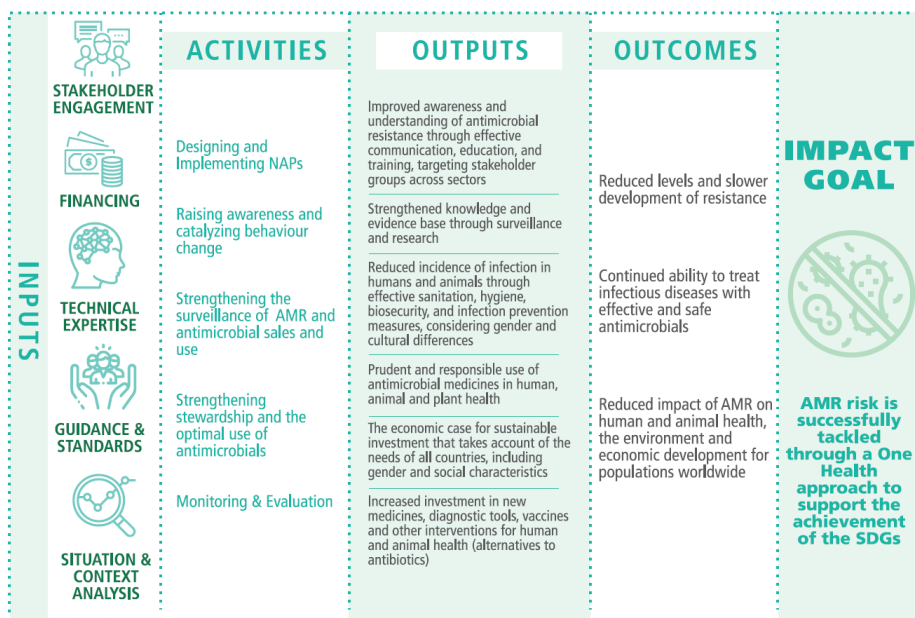 INPUTS
STAKEHOLDER
ENGAGEMENT
FINANCING
TECHNICAL
EXPERTISE
GUIDANCE &
STANDARDS
SITUATION &
CONTEXT
ANALYSIS
ACTIVITIES
Designing and
Implementing NAPs
Raising awareness and
catalyzing behaviour
change
Strengthening the
surveillance of AMR and
antimicrobial sales and
use
Strengthening
stewardship and the
optimal use of
antimicrobials
Monitoring & Evaluation
OUTPUTS
Improved awareness and
understanding of antimicrobial
resistance through effective
communication, education, and
training, targeting stakeholder
groups across sectors
Strengthened knowledge and
evidence base through surveillance
and research
Reduced incidence of infection in
humans and animals through
effective sanitation, hygiene,
biosecurity, and infection prevention
measures, considering gender and
cultural differences
Prudent and responsible use of
antimicrobial medicines in human,
animal and plant health
The economic case for sustainable
investment that takes account of the
needs of all countries, including
gender and social characteristics
Increased investment in new
medicines, diagnostic tools, vaccines
and other interventions for human
and animal health (alternatives to
antibiotics)
OUTCOMES
Reduced levels and slower
development of resistance
Continued ability to treat
infectious diseases with
effective and safe
antimicrobials
Reduced impact of AMR on
human and animal health,
the environment and
economic development for
populations worldwide
IMPACT
GOAL
AMR risk is
successfully
tackled
through a One
Health
approach to
support the
achievement
of the SDGs